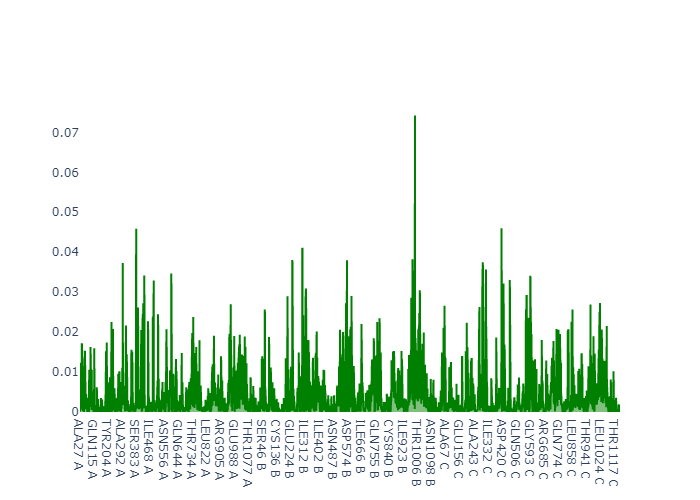 0.07
0.06
0.05
0.04
0.03
0.02
0.01
0
ALA27 A
GLN115 A
TYR204 A
ALA292 A
SER383 A
ILE468 A
ASN556 A
GLN644 A
THR734 A
LEU822 A
ARG905 A
GLU988 A
THR1077 A
SER46 B
CYS136 B
GLU224 B
ILE312 B
ILE402 B
ASN487 B
ASP574 B
ILE666 B
GLN755 B
CYS840 B
ILE923 B
THR1006 B
ASN1098 B
ALA67 C
GLU156 C
ALA243 C
ILE332 C
ASP420 C
GLN506 C
GLY593 C
ARG685 C
GLN774 C
LEU858 C
THR941 C
LEU1024 C
THR1117 C